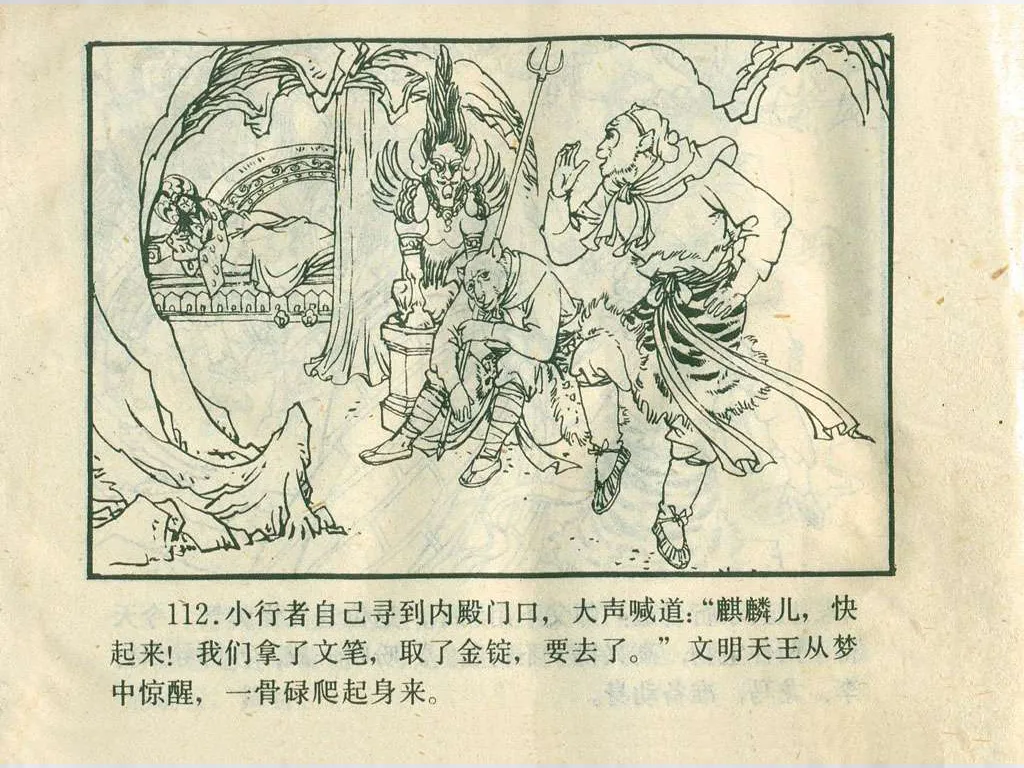 112.小行者自己寻到内殿门口，大声喊道：“麒麟儿，快
起来！我们拿了文笔，取了金锭，要去了。”文明天王从梦
中惊醒，一骨碌爬起身来。